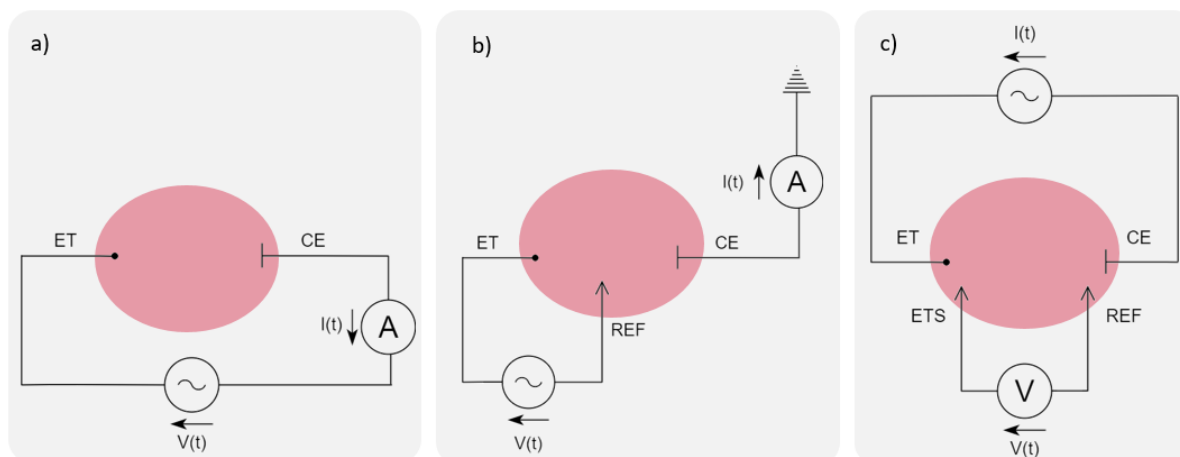 a)
ET
CE
I(t)
A
V(t)
b)
ET
CE
REF
I(t)
A
V(t)
c)
I(t)
ET
CE
ETS
REF
V
V(t)